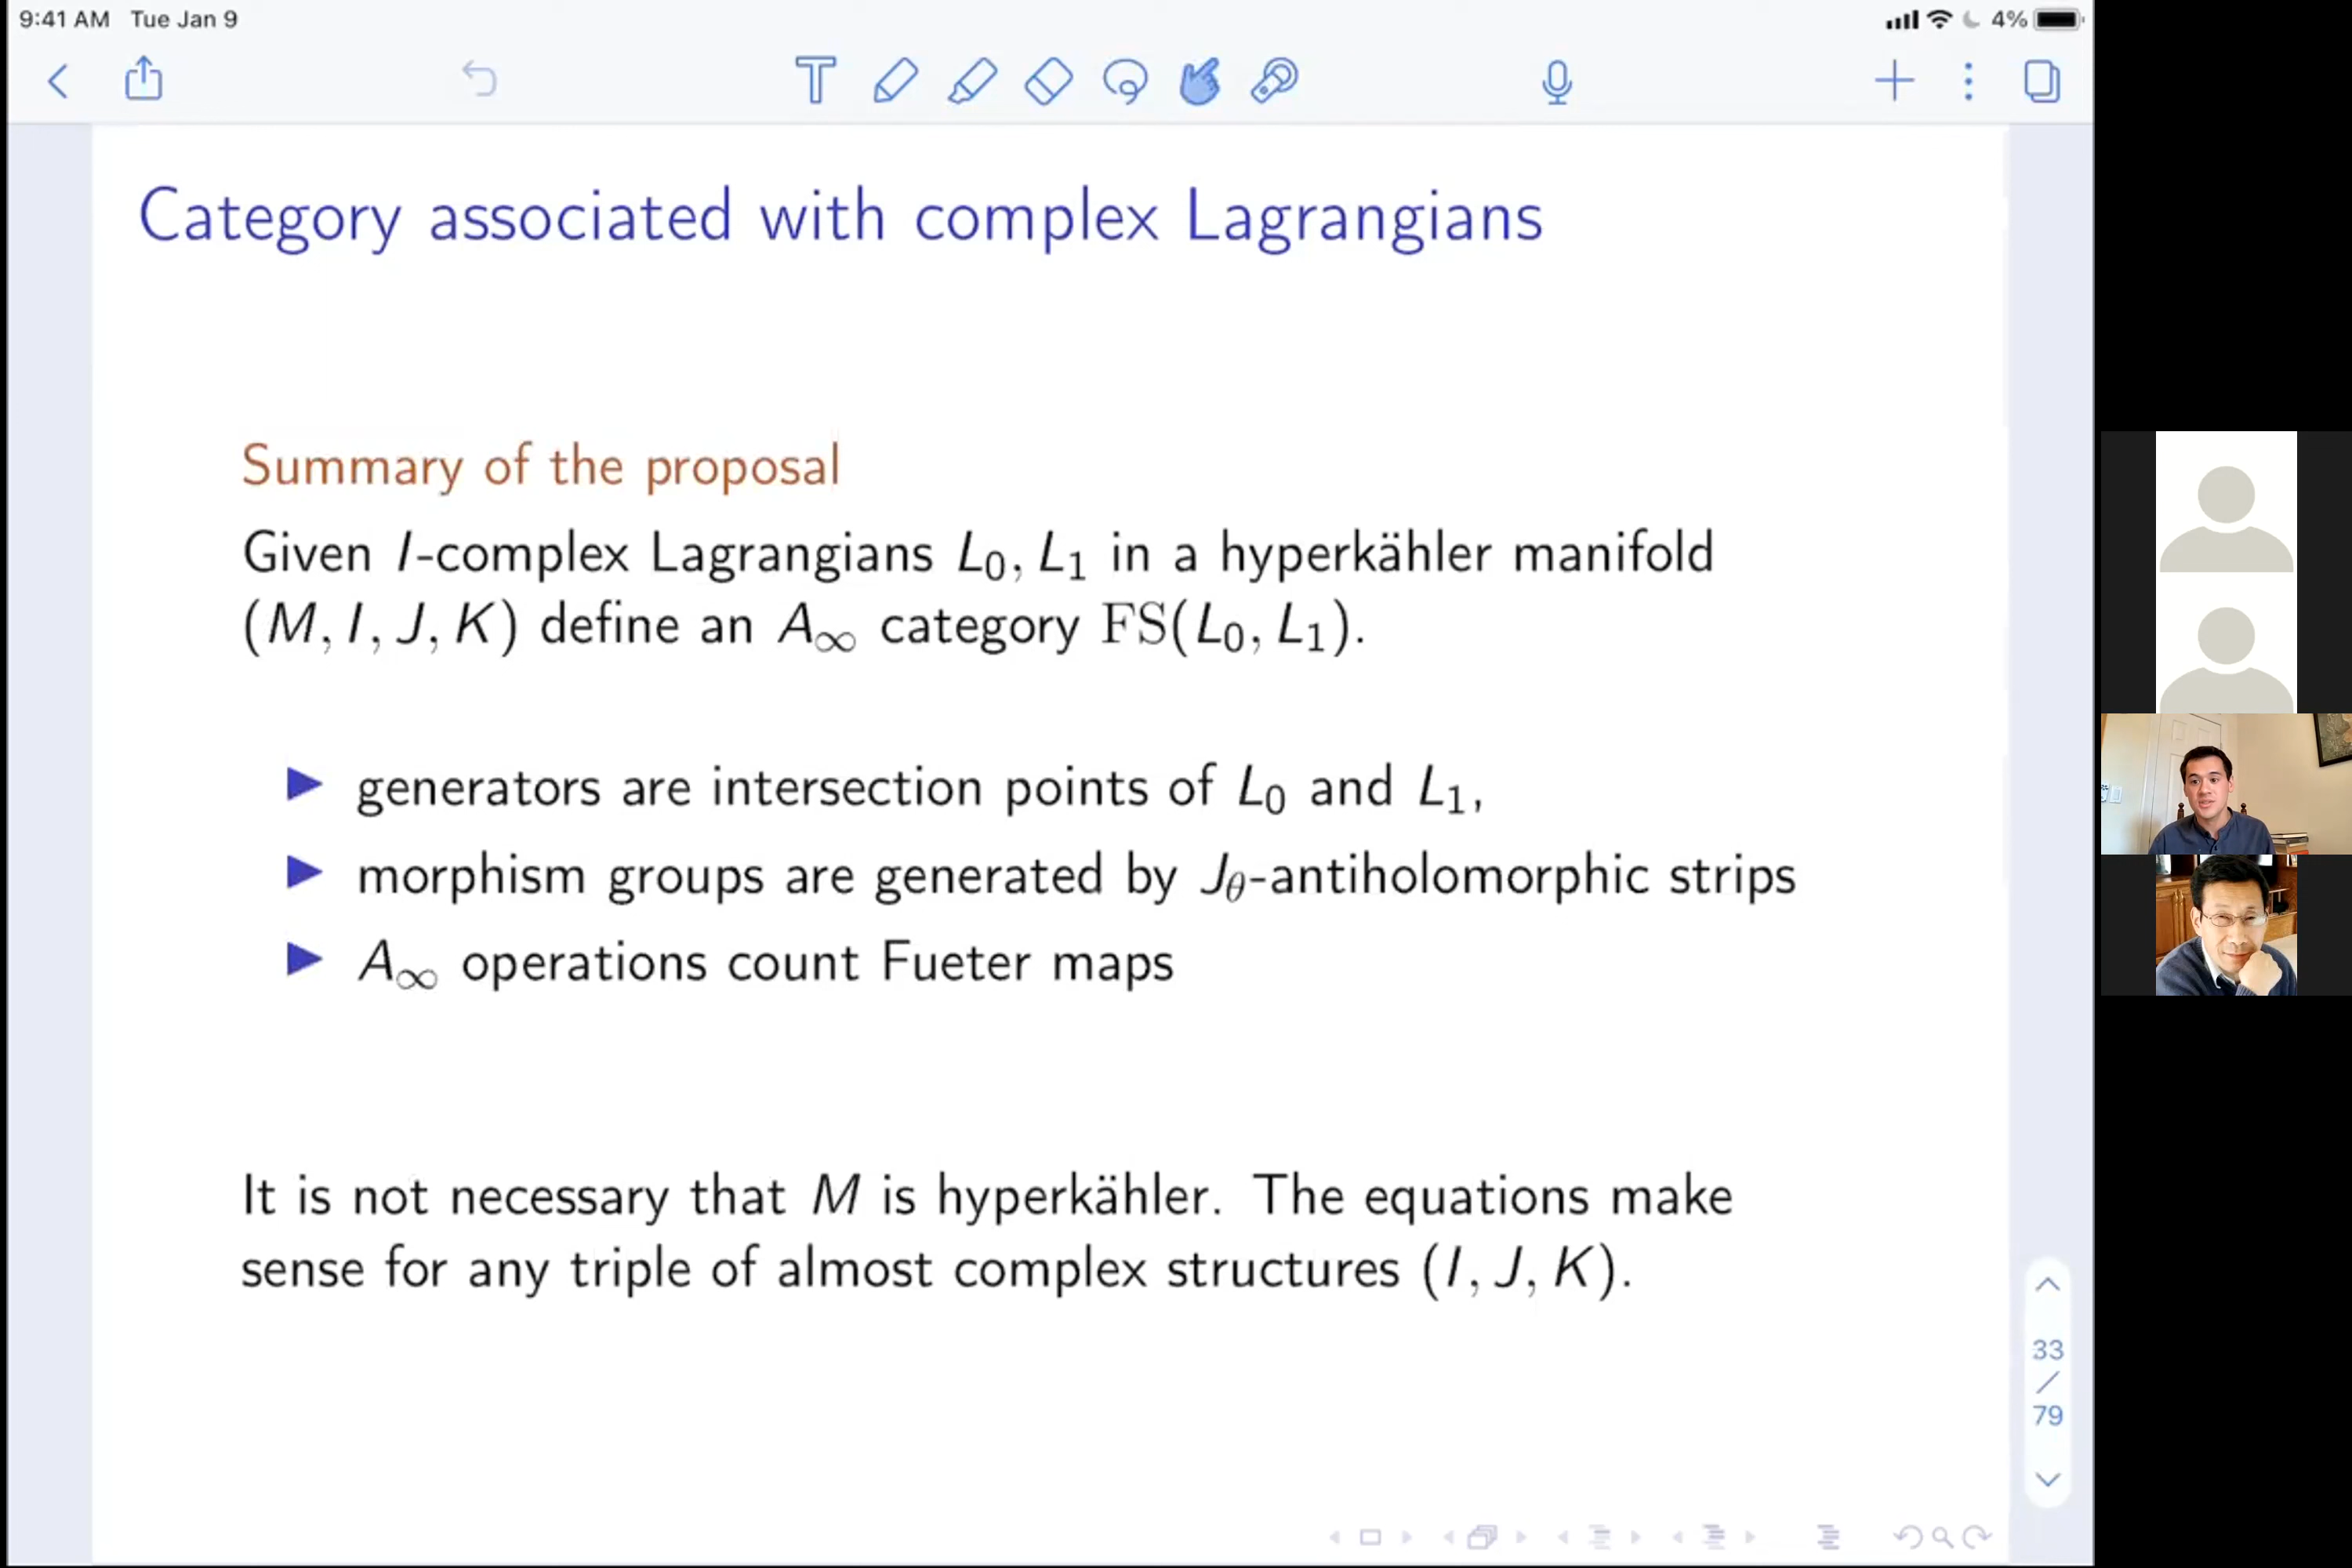 9:41 AM Tue Jan 9
4%
Category associated with complex Lagrangians
Summary of the proposal
Given I-complex Lagrangians L₀, L₁ in a hyperkähler manifold
(M, I, J, K) define an A∞ category FS(L₀, L₁).
▶ generators are intersection points of L₀ and L₁,
▶ morphism groups are generated by J_θ-antiholomorphic strips
▶ A∞ operations count Fueter maps
It is not necessary that M is hyperkähler. The equations make
sense for any triple of almost complex structures (I, J, K).
33
/
79